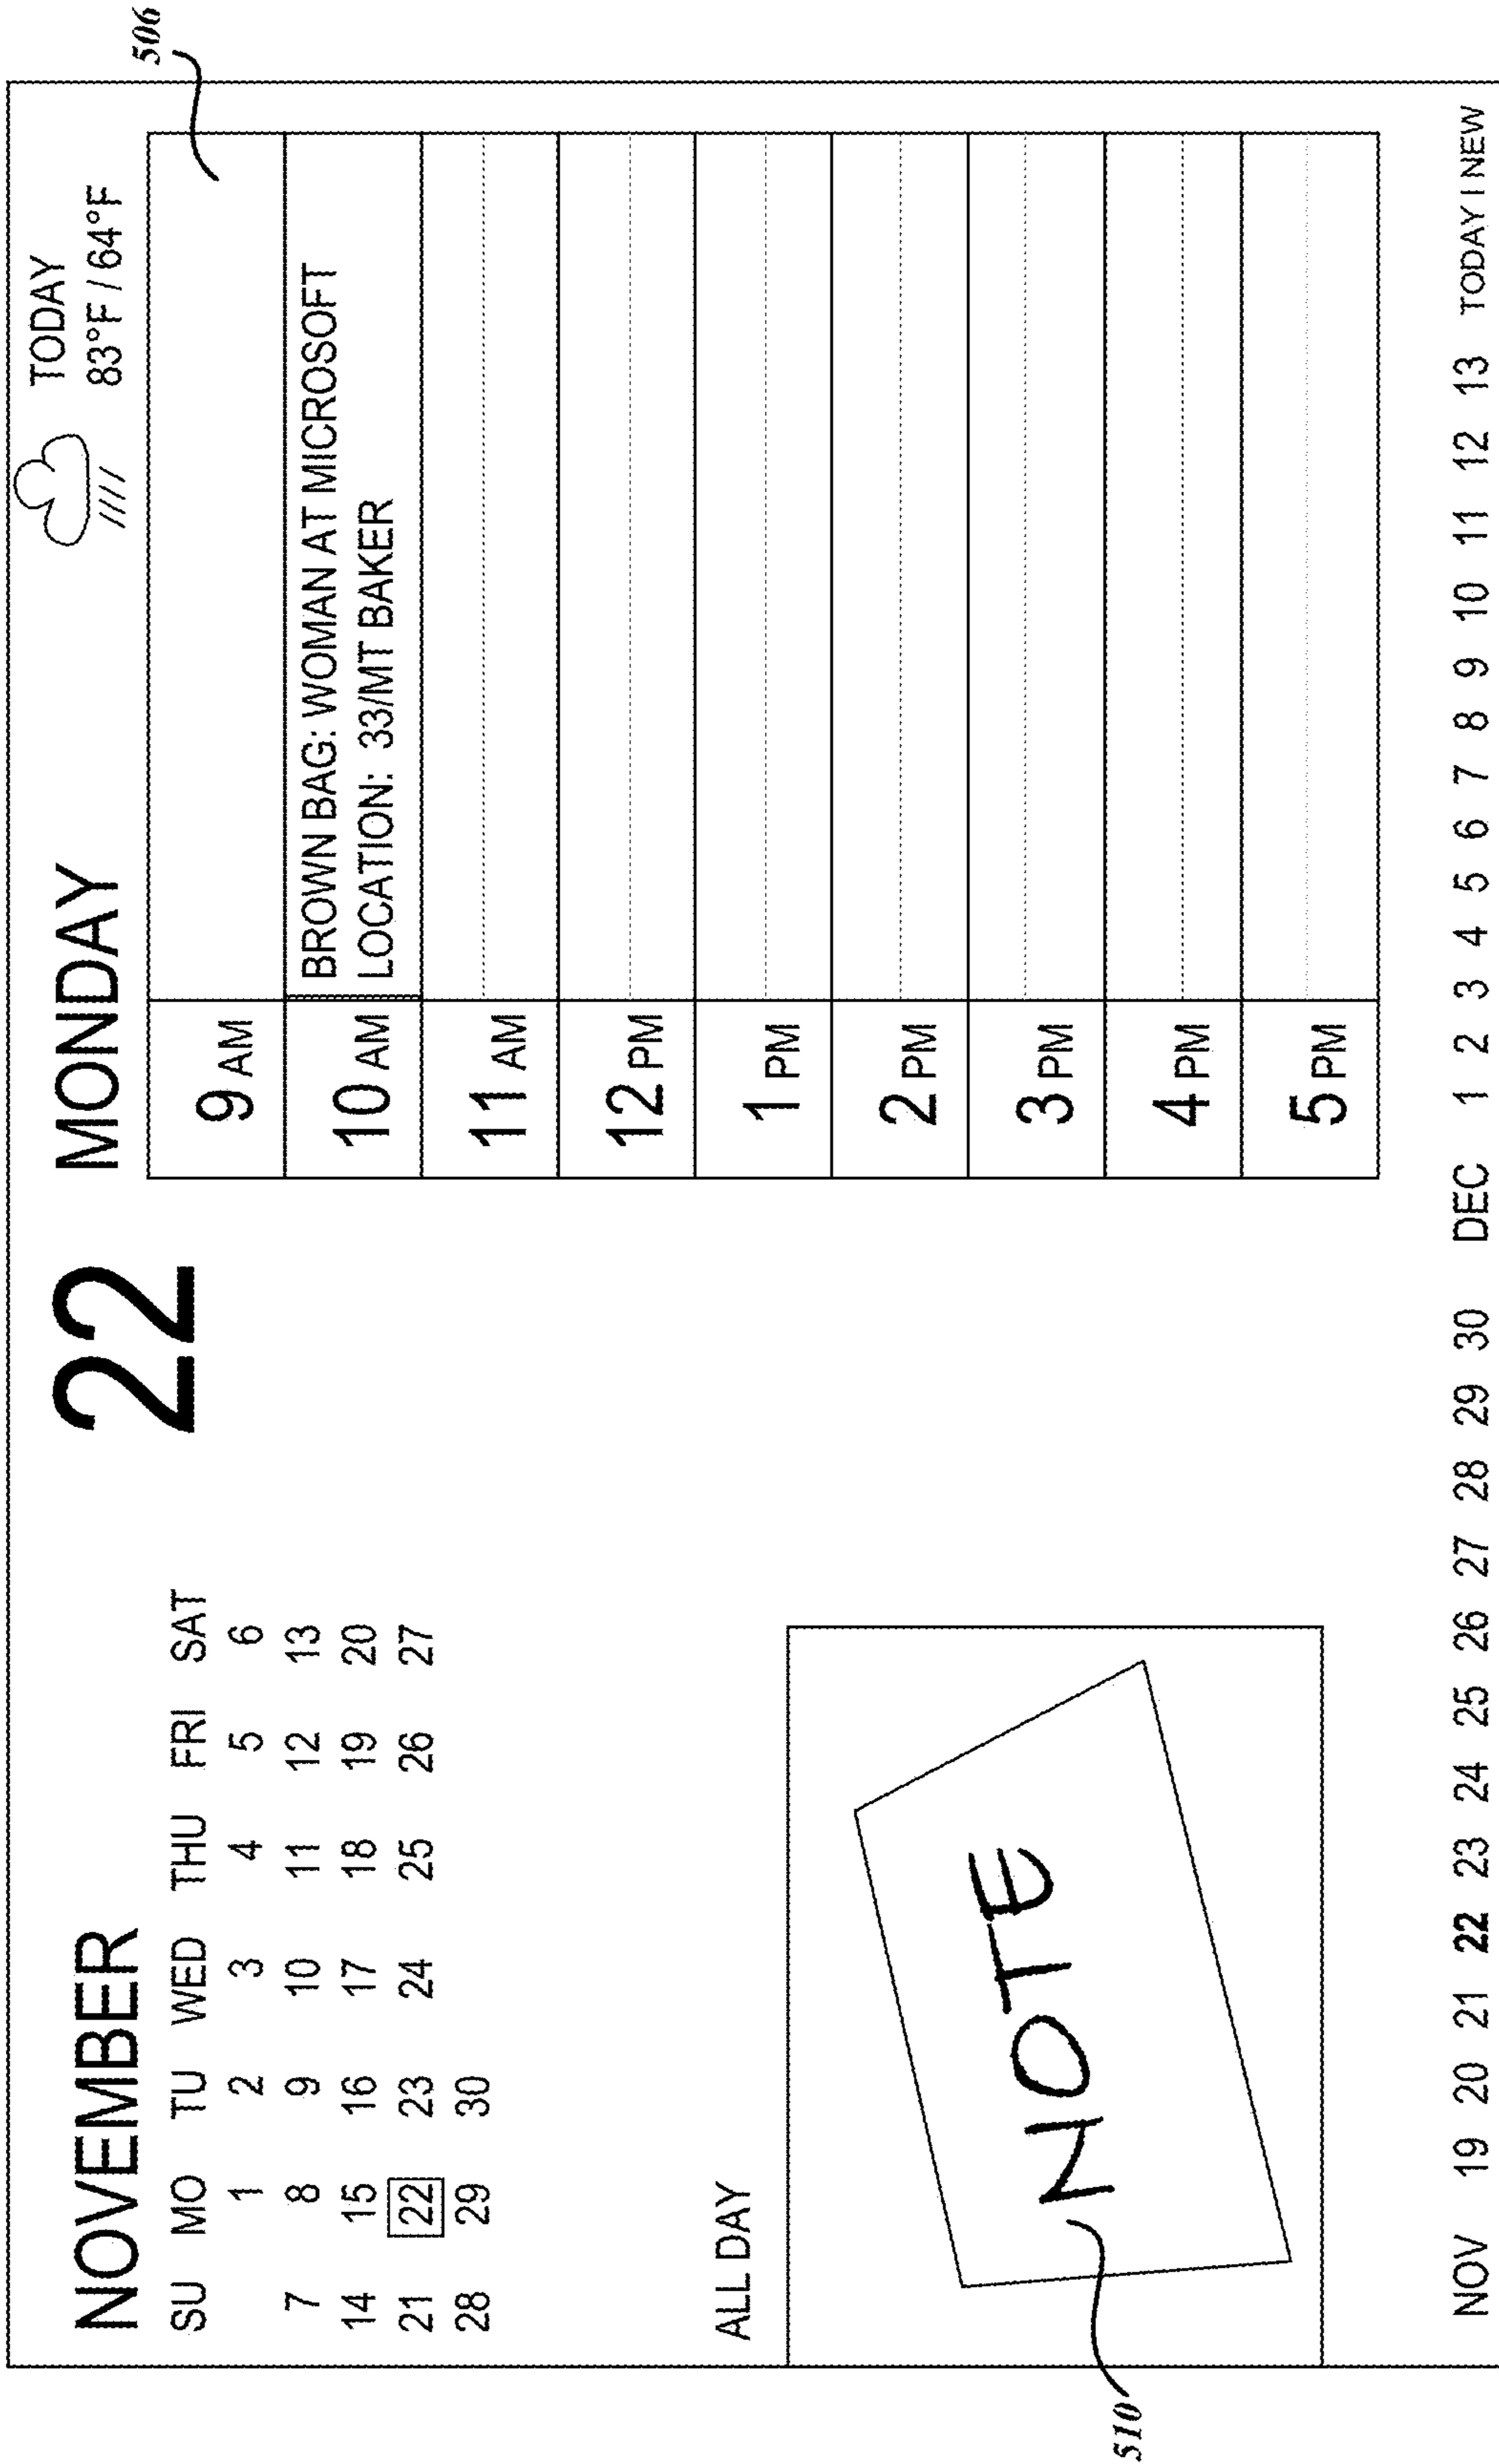 506
NOVEMBER
SU MO TU WED THU FRI SAT
1 2 3 4 5 6
7 8 9 10 11 12 13
14 15 16 17 18 19 20
21 22 23 24 25 26 27
28 29 30
22
MONDAY
TODAY
83°F / 64°F
9 AM
10 AM BROWN BAG: WOMAN AT MICROSOFT
LOCATION: 33/MT BAKER
11 AM
12 PM
1 PM
2 PM
3 PM
4 PM
5 PM
ALL DAY
NOTE
510
NOV 19 20 21 22 23 24 25 26 27 28 29 30 DEC 1 2 3 4 5 6 7 8 9 10 11 12 13 TODAY I NEW